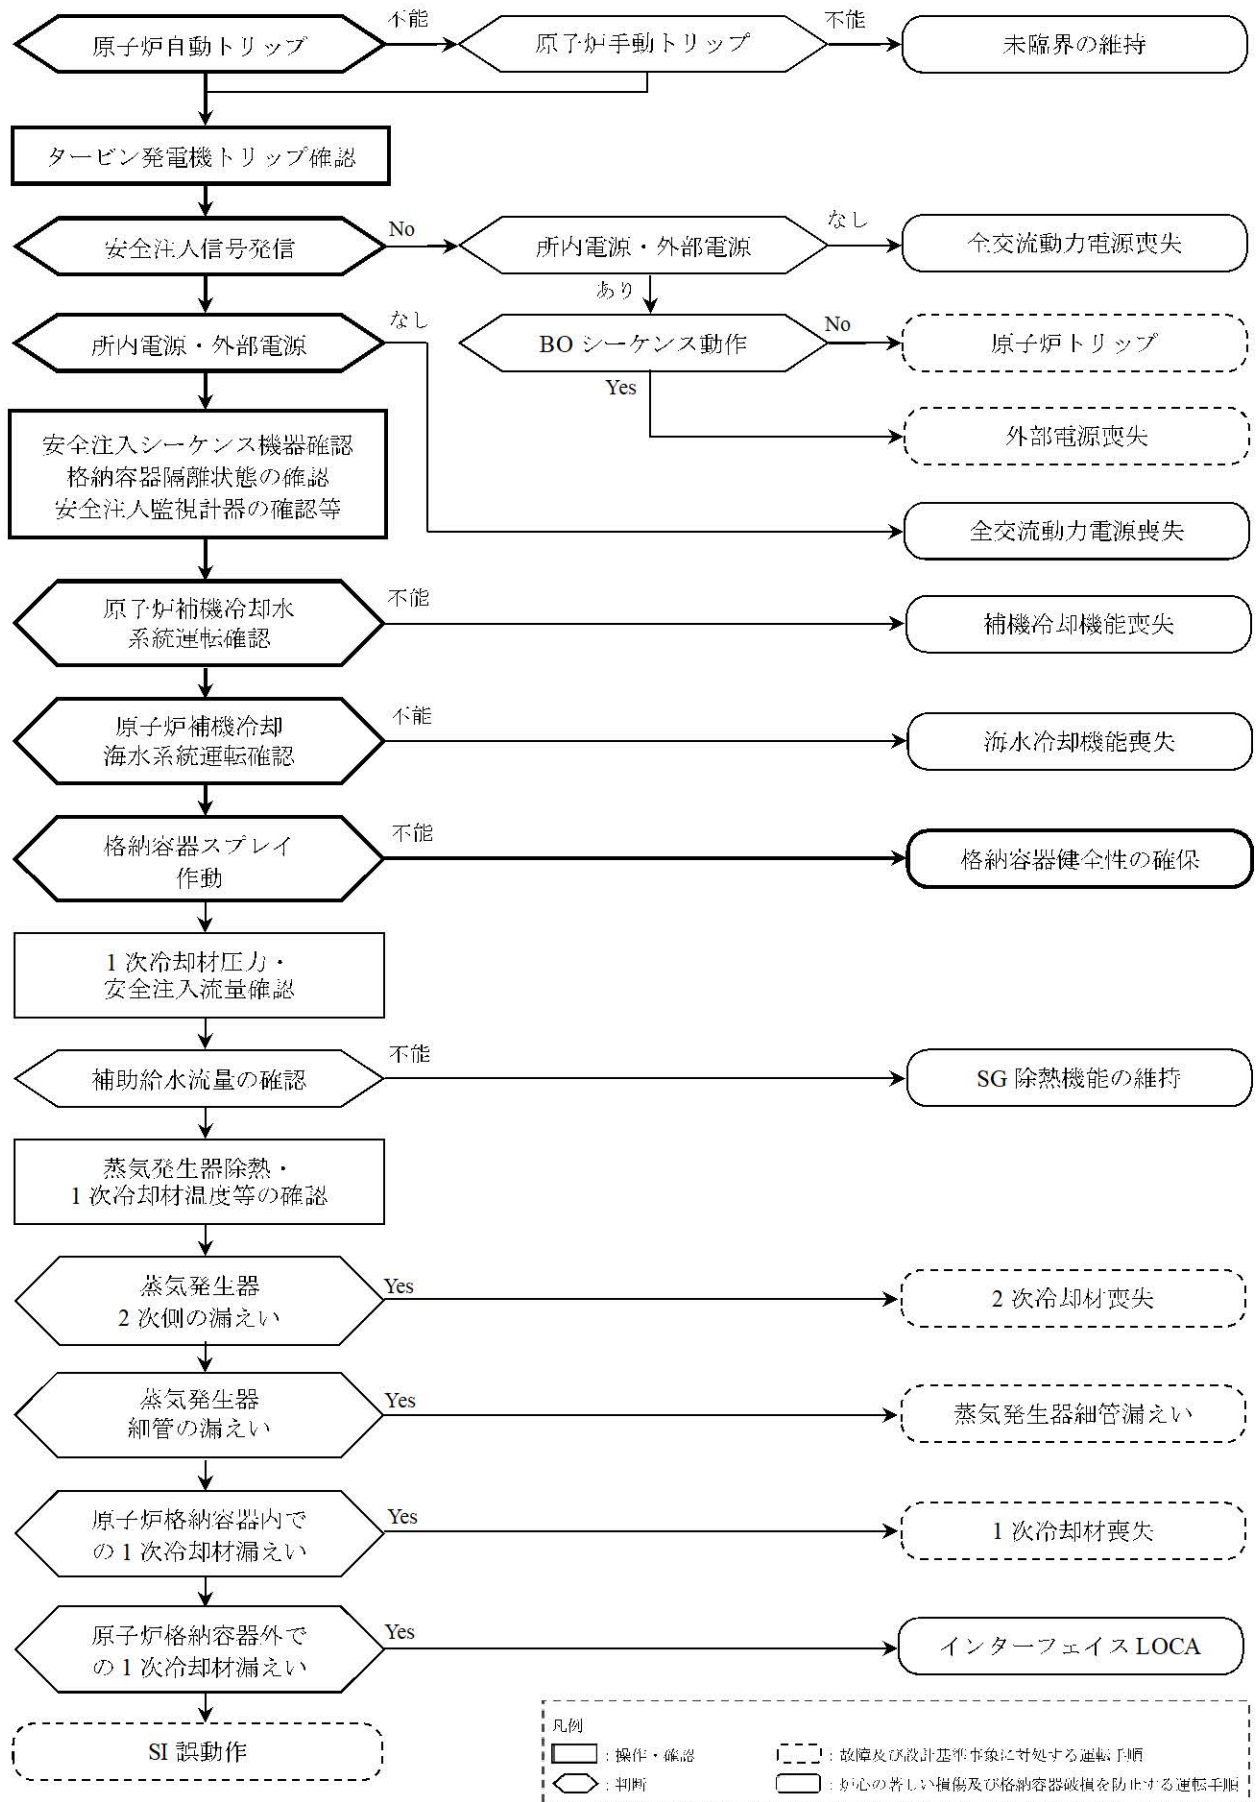 原子炉自動トリップ
不能
原子炉手動トリップ
不能
未臨界の維持
タービン発電機トリップ確認
安全注入信号発信
No
所内電源・外部電源
なし
全交流動力電源喪失
あり
所内電源・外部電源
なし
BO シーケンス動作
No
原子炉トリップ
Yes
外部電源喪失
安全注入シーケンス機器確認
格納容器隔離状態の確認
安全注入監視計器の確認等
全交流動力電源喪失
原子炉補機冷却水
系統運転確認
不能
補機冷却機能喪失
原子炉補機冷却
海水系統運転確認
不能
海水冷却機能喪失
格納容器スプレイ
作動
不能
格納容器健全性の確保
1 次冷却材圧力・
安全注入流量確認
補助給水流量の確認
不能
SG 除熱機能の維持
蒸気発生器除熱・
1 次冷却材温度等の確認
蒸気発生器
2 次側の漏えい
Yes
2 次冷却材喪失
蒸気発生器
細管の漏えい
Yes
蒸気発生器細管漏えい
原子炉格納容器内で
の 1 次冷却材漏えい
Yes
1 次冷却材喪失
原子炉格納容器外で
の 1 次冷却材漏えい
Yes
インターフェイス LOCA
SI 誤動作
凡例
：操作・確認
：故障及び設計基準事象に対処する運転手順
：判断
：炉心の著しい損傷及び格納容器破損を防止する運転手順